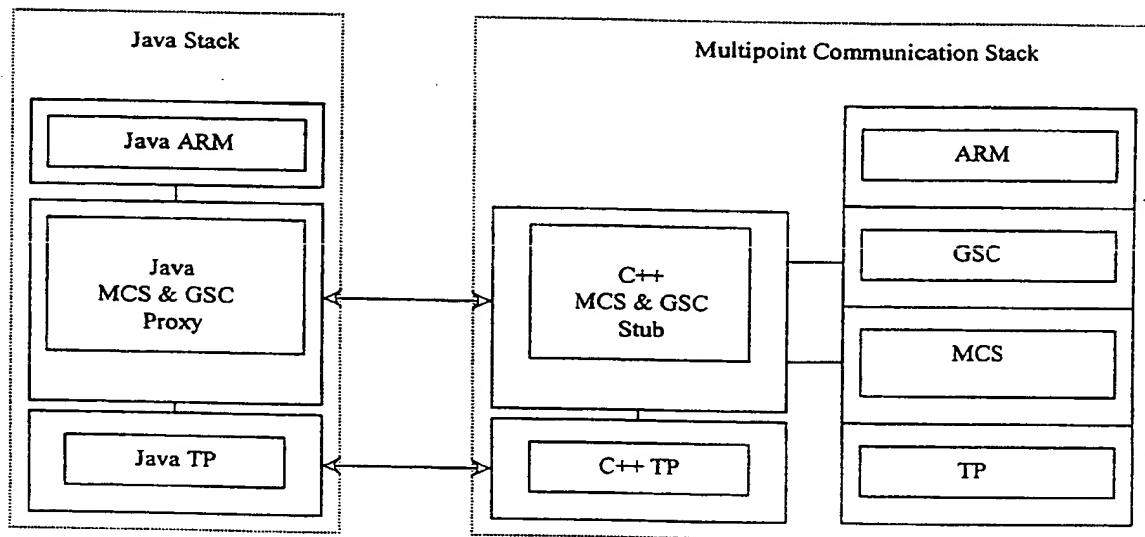 Java Stack
Java ARM
Java
MCS & GSC
Proxy
Java TP
Multipoint Communication Stack
C++
MCS & GSC
Stub
C++ TP
ARM
GSC
MCS
TP